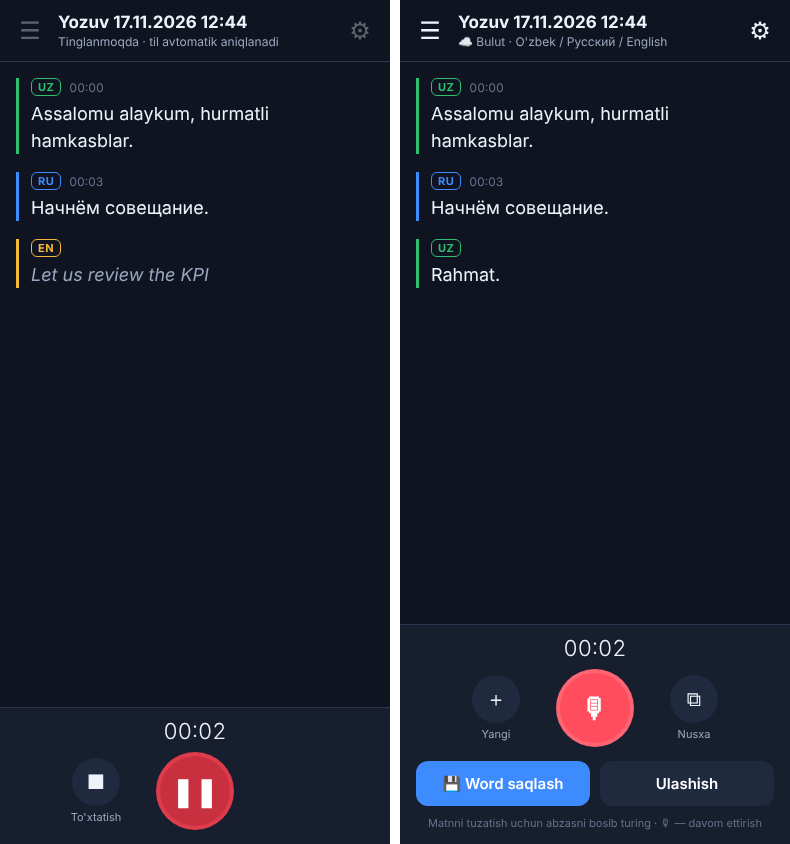 Yozuv 17.11.2026 12:44
Tinglanmoqda · til avtomatik aniqlanadi
UZ 00:00
Assalomu alaykum, hurmatli
hamkasblar.
RU 00:03
Начнём совещание.
EN
Let us review the KPI
00:02
To'xtatish
Yozuv 17.11.2026 12:44
☁️ Bulut · O'zbek / Русский / English
UZ 00:00
Assalomu alaykum, hurmatli
hamkasblar.
RU 00:03
Начнём совещание.
UZ
Rahmat.
00:02
Yangi
Nusxa
💾 Word saqlash
Ulashish
Matnni tuzatish uchun abzasni bosib turing · 🎙 — davom ettirish